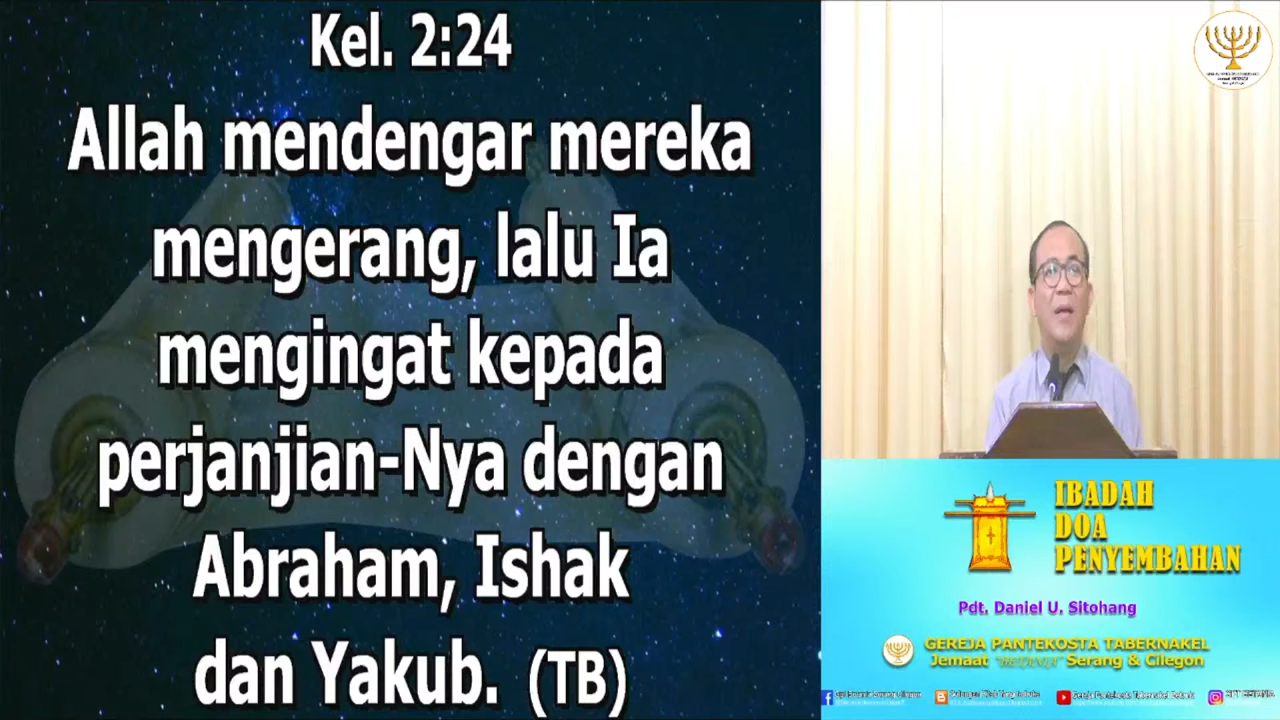 Kel. 2:24
Allah mendengar mereka
mengerang, lalu Ia
mengingat kepada
perjanjian-Nya dengan
Abraham, Ishak
dan Yakub. (TB)
IBADAH
DOA
PENYEMBAHAN
Pdt. Daniel U. Sitohang
GEREJA PANTEKOSTA TABERNAKEL
Jemaat "BETANIA" Serang & Cilegon